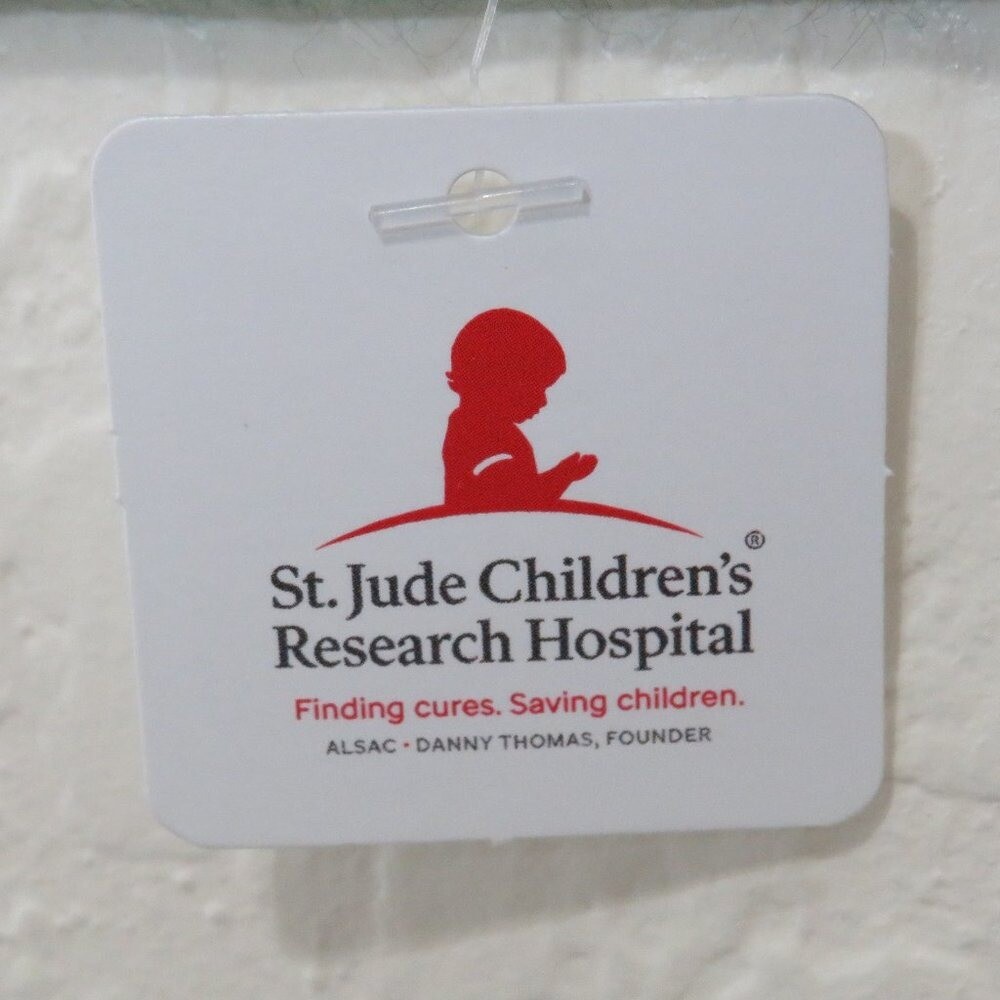 St. Jude Children's®
Research Hospital
Finding cures. Saving children.
ALSAC • DANNY THOMAS, FOUNDER